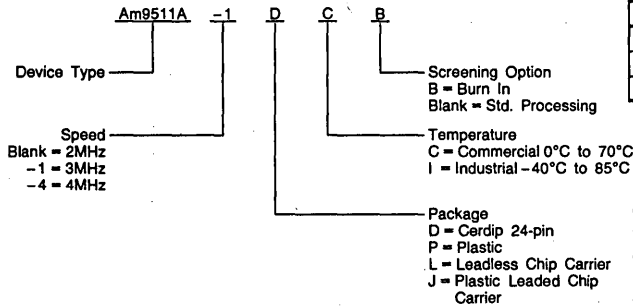 Am9511A -1 D C B
Device Type
Screening Option
B = Burn In
Blank = Std. Processing
Speed
Blank = 2MHz
-1 = 3MHz
-4 = 4MHz
Temperature
C = Commercial 0°C to 70°C
I = Industrial -40°C to 85°C
Package
D = Cerdip 24-pin
P = Plastic
L = Leadless Chip Carrier
J = Plastic Leaded Chip
Carrier